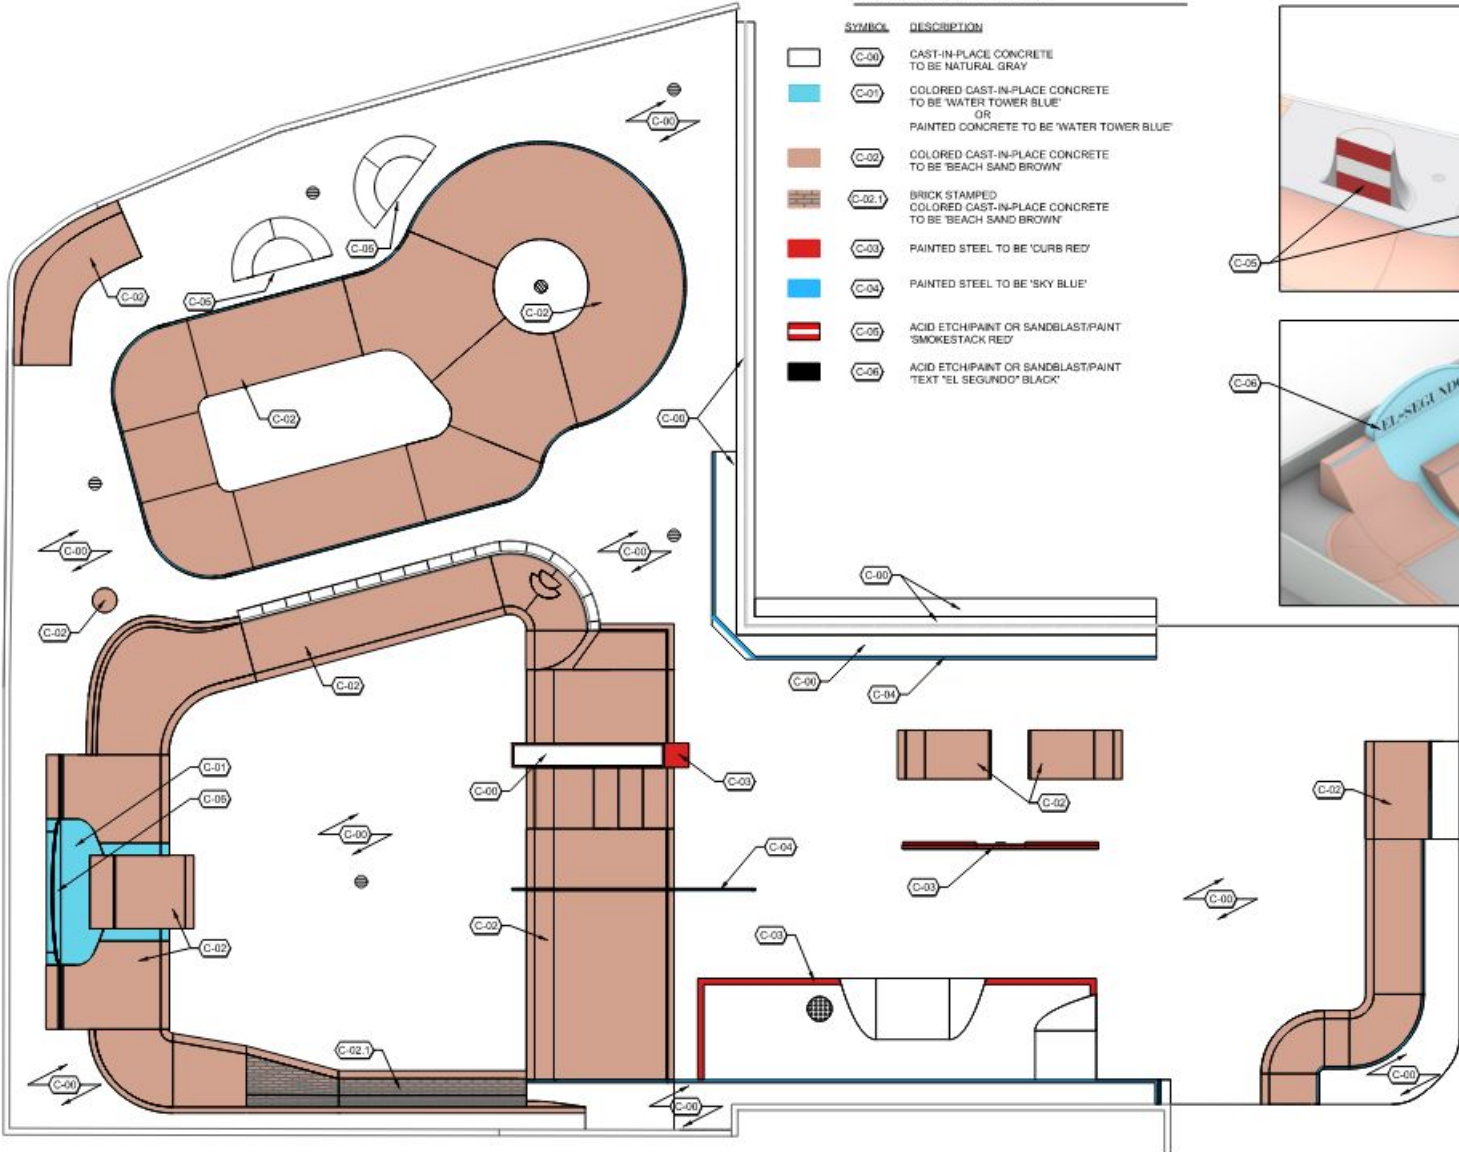 SYMBOL DESCRIPTION
C-00 CAST-IN-PLACE CONCRETE
TO BE NATURAL GRAY
C-01 COLORED CAST-IN-PLACE CONCRETE
TO BE 'WATER TOWER BLUE'
OR
PAINTED CONCRETE TO BE 'WATER TOWER BLUE'
C-02 COLORED CAST-IN-PLACE CONCRETE
TO BE 'BEACH SAND BROWN'
C-02.1 BRICK STAMPED
COLORED CAST-IN-PLACE CONCRETE
TO BE 'BEACH SAND BROWN'
C-03 PAINTED STEEL TO BE 'CURB RED'
C-04 PAINTED STEEL TO BE 'SKY BLUE'
C-05 ACID ETCH/PAINT OR SANDBLAST/PAINT
'SMOKESTACK RED'
C-06 ACID ETCH/PAINT OR SANDBLAST/PAINT
'TEXT "EL SEGUNDO" BLACK'
C-00
C-05
C-02
C-05
C-02
C-02
C-00
C-00
C-00
C-02
C-02
C-00
C-00
C-04
C-01
C-06
C-00
C-03
C-00
C-04
C-02
C-02
C-03
C-02
C-02
C-00
C-03
C-02.1
C-00
C-00
C-00
C-05
C-06
EL-SEGUNDO